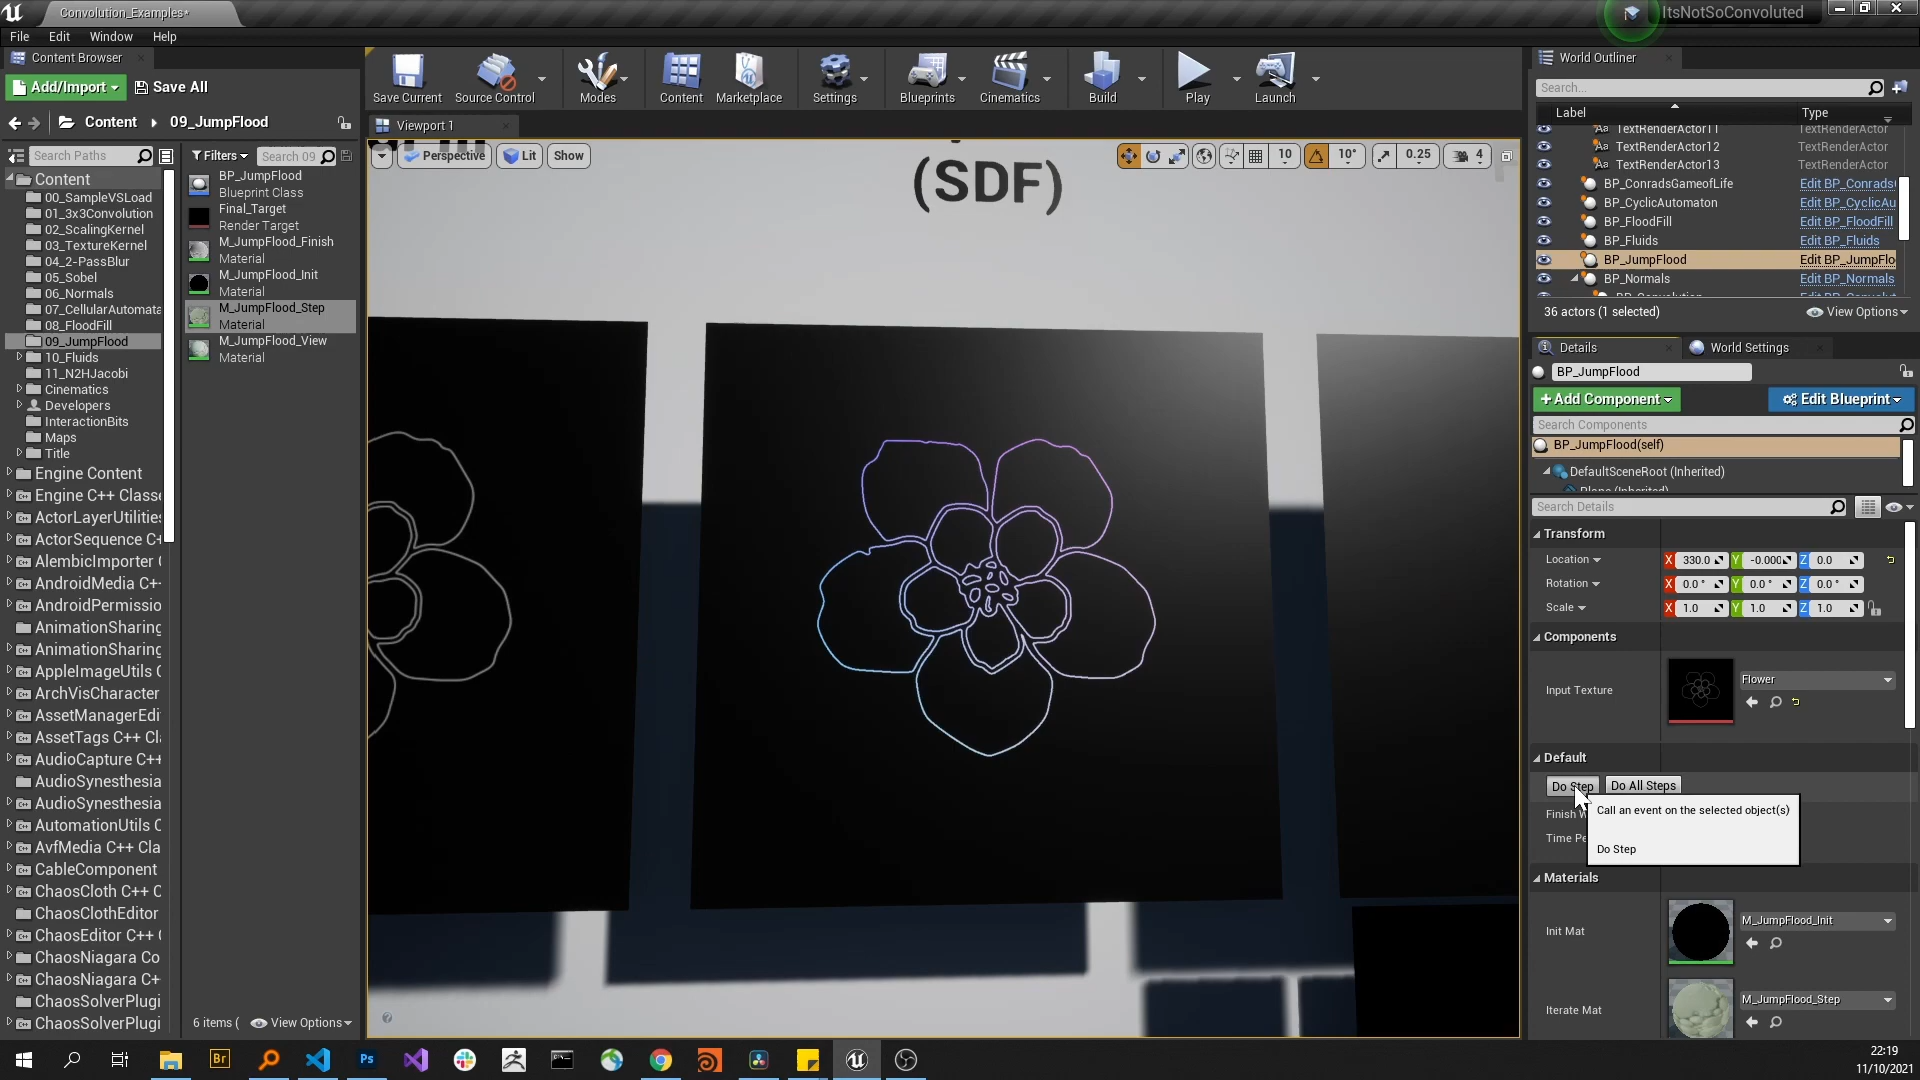 Convolution_Examples*
ItsNotSoConvoluted
File Edit Window Help
Content Browser
Add/Import Save All
Content 09_JumpFlood
Search Paths
Content
00_SampleVSLoad
01_3x3Convolution
02_ScalingKernel
03_TextureKernel
04_2-PassBlur
05_Sobel
06_Normals
07_CellularAutomata
08_FloodFill
09_JumpFlood
10_Fluids
11_N2HJacobi
Cinematics
Developers
InteractionBits
Maps
Title
Engine Content
Engine C++ Classe
ActorLayerUtilities
ActorSequence C+
AlembicImporter C
AndroidMedia C++
AndroidPermissio
AnimationSharing
AnimationSharing
AppleImageUtils C
ArchVisCharacter
AssetManagerEdi
AssetTags C++ Cl
AudioCapture C++
AudioSynesthesia
AudioSynesthesia
AutomationUtils C
AvfMedia C++ Cla
CableComponent
ChaosCloth C++ C
ChaosClothEditor
ChaosEditor C++ C
ChaosNiagara Co
ChaosNiagara C+
ChaosSolverPlugi
ChaosSolverPlugi
Filters Search 09
BP_JumpFlood
Blueprint Class
Final_Target
Render Target
M_JumpFlood_Finish
Material
M_JumpFlood_Init
Material
M_JumpFlood_Step
Material
M_JumpFlood_View
Material
6 items ( View Options
Save Current Source Control Modes Content Marketplace Settings Blueprints Cinematics Build Play Launch
Viewport 1
Perspective Lit Show 10 10° 0.25 4
(SDF)
World Outliner
Search...
Label Type
TextRenderActor11 TextRenderActor
TextRenderActor12 TextRenderActor
TextRenderActor13 TextRenderActor
BP_ConradsGameofLife Edit BP_Conrads
BP_CyclicAutomaton Edit BP_CyclicAu
BP_FloodFill Edit BP_FloodFill
BP_Fluids Edit BP_Fluids
BP_JumpFlood Edit BP_JumpFlo
BP_Normals Edit BP_Normals
36 actors (1 selected) View Options
Details World Settings
BP_JumpFlood
+Add Component Edit Blueprint
Search Components
BP_JumpFlood(self)
DefaultSceneRoot (Inherited)
Plane (Inherited)
Search Details
Transform
Location X 330.0 Y -0.000 Z 0.0
Rotation X 0.0 ° Y 0.0 ° Z 0.0 °
Scale X 1.0 Y 1.0 Z 1.0
Components
Input Texture Flower
Default
Do Step Do All Steps
Call an event on the selected object(s)
Finish
Time
Do Step
Materials
Init Mat M_JumpFlood_Init
Iterate Mat M_JumpFlood_Step
Br Ps
22:19
11/10/2021